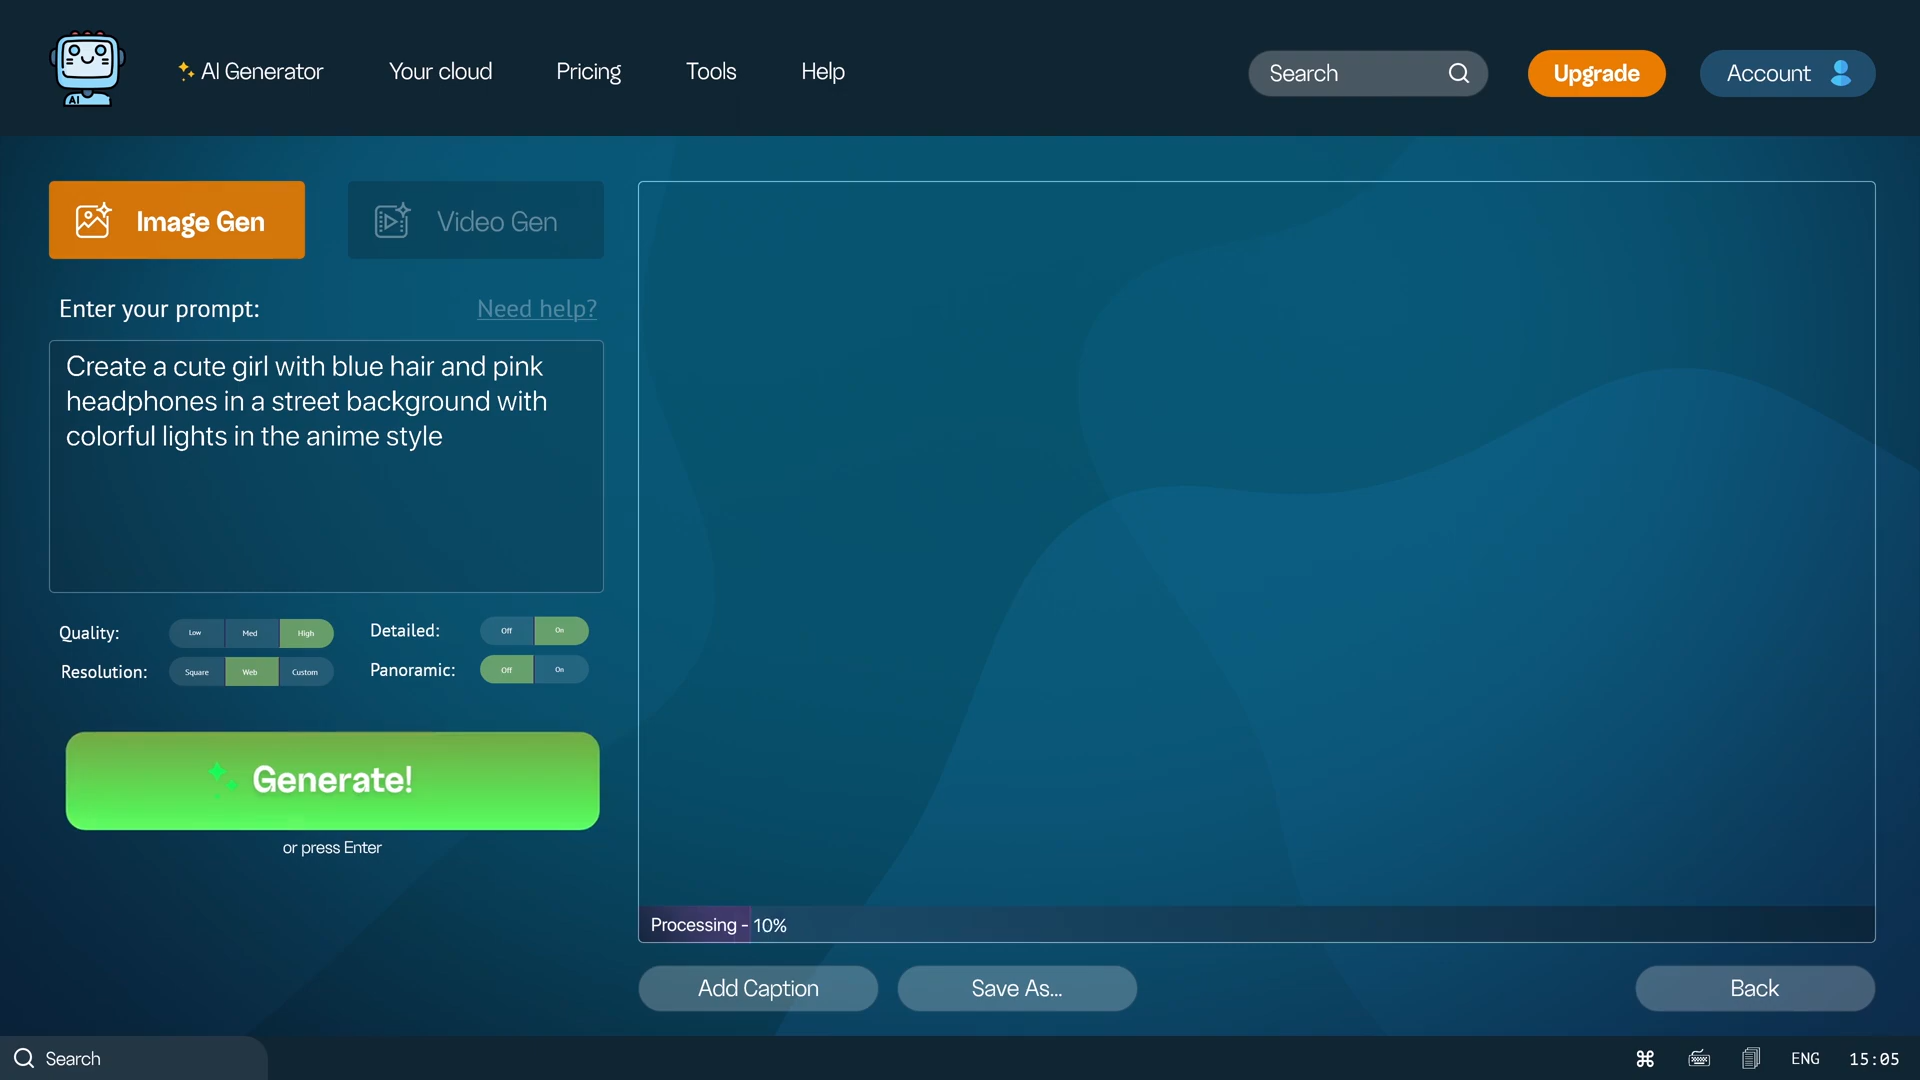 AI
AI Generator
Your cloud
Pricing
Tools
Help
Search
Upgrade
Account
Image Gen
Video Gen
Enter your prompt:
Need help?
Create a cute girl with blue hair and pink
headphones in a street background with
colorful lights in the anime style
Quality:
Low
Med
High
Detailed:
Off
On
Resolution:
Square
Web
Custom
Panoramic:
Off
On
Generate!
or press Enter
Processing - 10%
Add Caption
Save As...
Back
Search
ENG
15:05